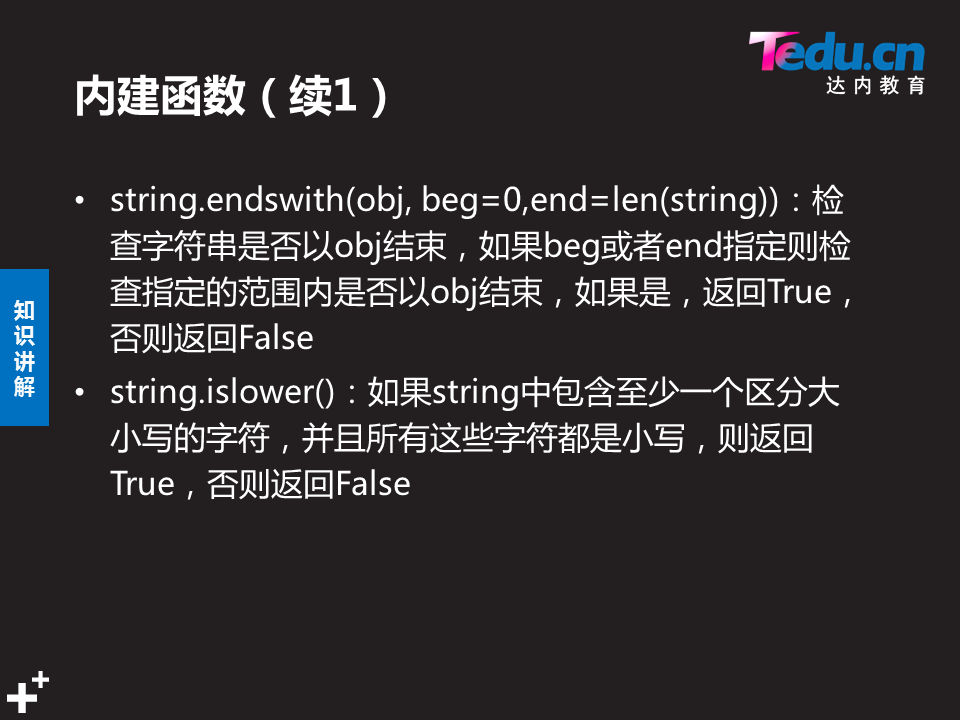 Tedu.cn
达内教育
内建函数（续1）
• string.endswith(obj, beg=0,end=len(string))：检
查字符串是否以obj结束，如果beg或者end指定则检
查指定的范围内是否以obj结束，如果是，返回True，
否则返回False
• string.islower()：如果string中包含至少一个区分大
小写的字符，并且所有这些字符都是小写，则返回
True，否则返回False
知
识
讲
解